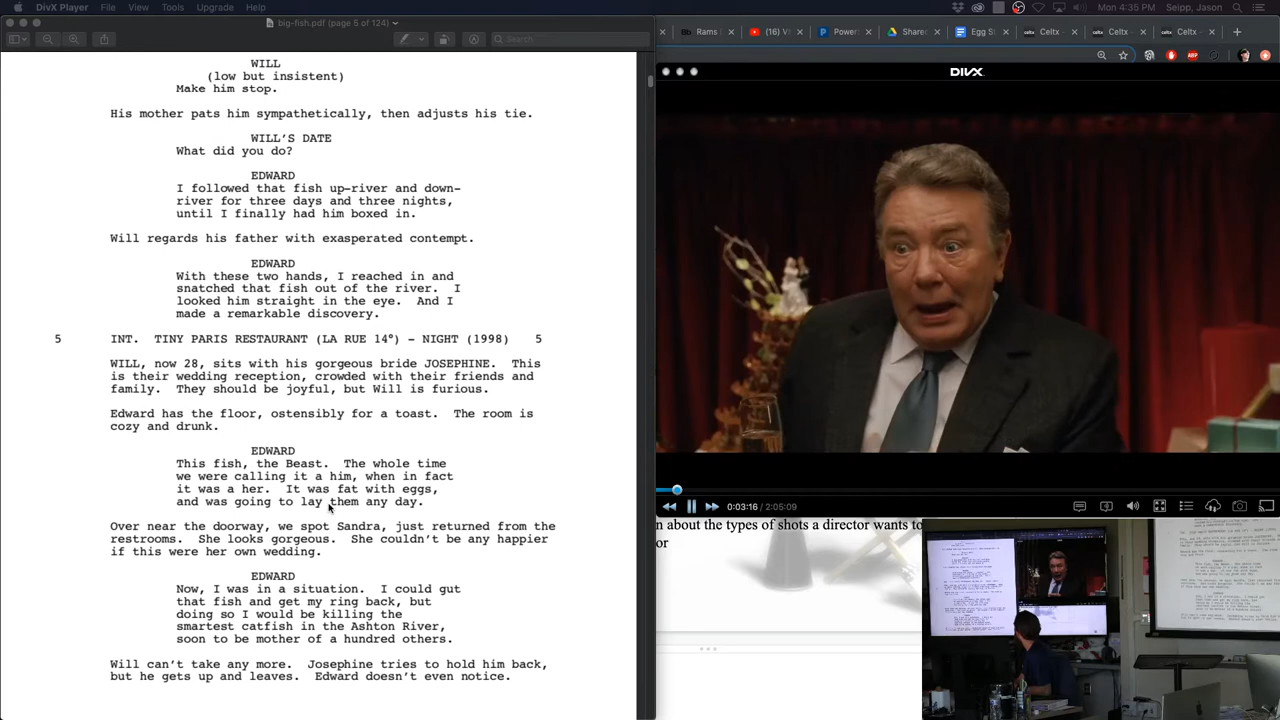 DivX Player File View Tools Upgrade Help
Mon 4:35 PM Seipp, Jason
big-fish.pdf (page 5 of 124)
Search
WILL
(low but insistent)
Make him stop.
His mother pats him sympathetically, then adjusts his tie.
WILL'S DATE
What did you do?
EDWARD
I followed that fish up-river and down-
river for three days and three nights,
until I finally had him boxed in.
Will regards his father with exasperated contempt.
EDWARD
With these two hands, I reached in and
snatched that fish out of the river. I
looked him straight in the eye. And I
made a remarkable discovery.
5 INT. TINY PARIS RESTAURANT (LA RUE 14°) - NIGHT (1998) 5
WILL, now 28, sits with his gorgeous bride JOSEPHINE. This
is their wedding reception, crowded with their friends and
family. They should be joyful, but Will is furious.
Edward has the floor, ostensibly for a toast. The room is
cozy and drunk.
EDWARD
This fish, the Beast. The whole time
we were calling it a him, when in fact
it was a her. It was fat with eggs,
and was going to lay them any day.
Over near the doorway, we spot Sandra, just returned from the
restrooms. She looks gorgeous. She couldn't be any happier
if this were her own wedding.
EDWARD
Now, I was in a situation. I could gut
that fish and get my ring back, but
doing so I would be killing the
smartest catfish in the Ashton River,
soon to be mother of a hundred others.
Will can't take any more. Josephine tries to hold him back,
but he gets up and leaves. Edward doesn't even notice.
Rams B
(16) V
Powerr
Share
Egg S
Celtx -
Celtx -
Celtx -
ABP
DIVX
0:03:16 2:05:09
n about the types of shots a director wants to
or